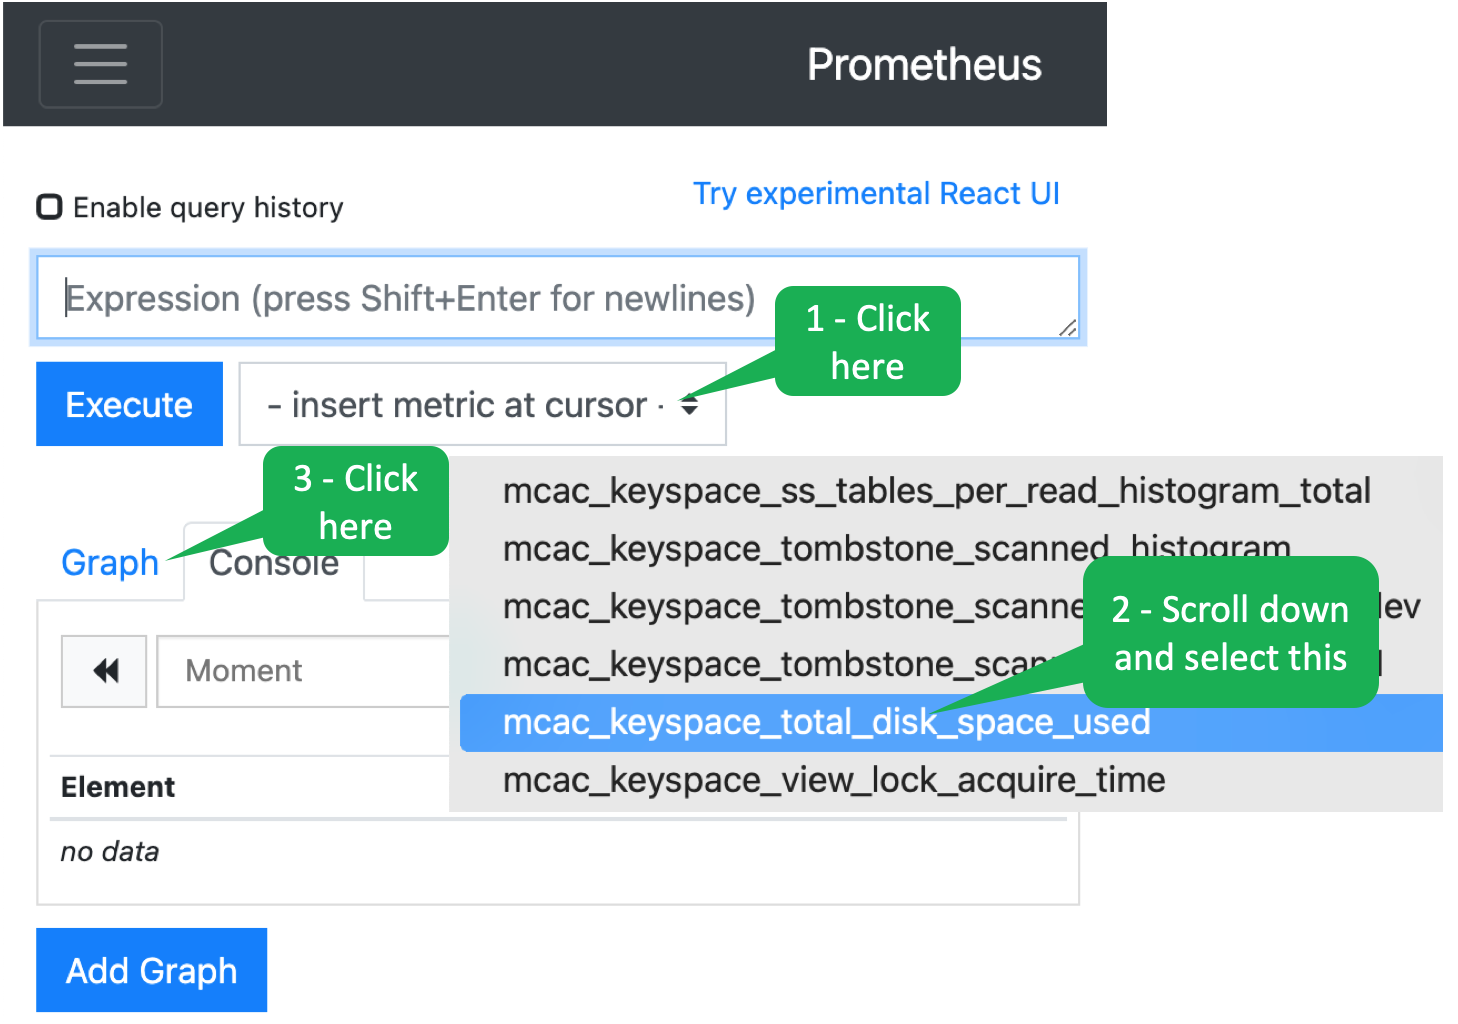 Prometheus
Enable query history
Try experimental React UI
Expression (press Shift+Enter for newlines)
1 - Click
here
Execute
- insert metric at cursor -
3 - Click
here
Graph
Console
mcac_keyspace_ss_tables_per_read_histogram_total
mcac_keyspace_tombstone_scanned_histogram
mcac_keyspace_tombstone_scanne
lev
mcac_keyspace_tombstone_scan
2 - Scroll down
and select this
mcac_keyspace_total_disk_space_used
mcac_keyspace_view_lock_acquire_time
Moment
Element
no data
Add Graph